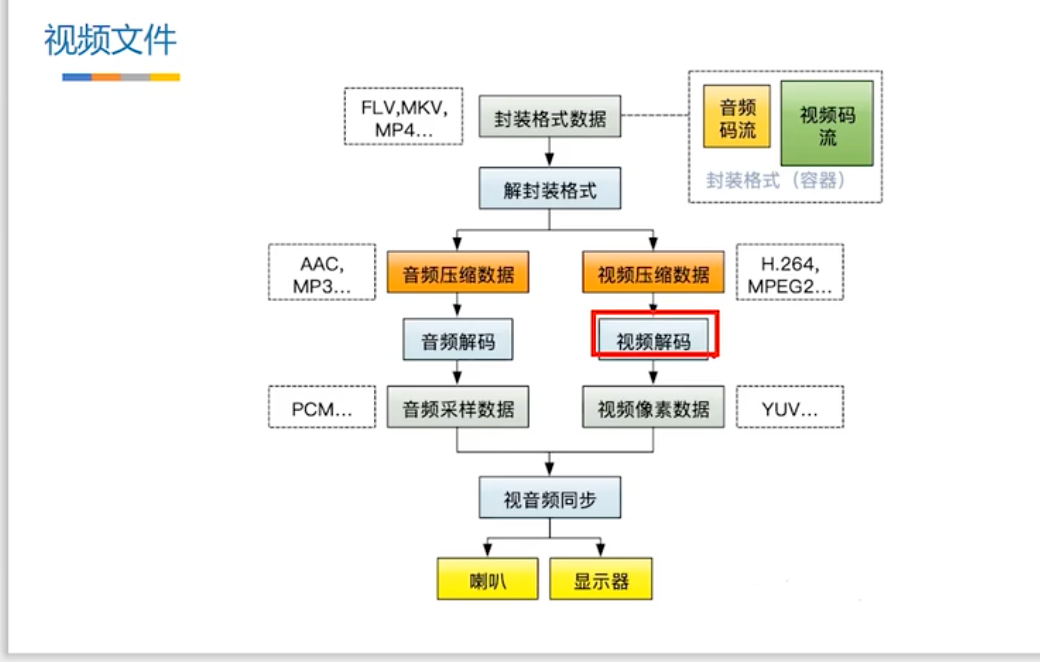 视频文件
FLV,MKV,
MP4...
封装格式数据
音频
码流
视频码
流
封装格式（容器）
解封装格式
AAC,
MP3...
音频压缩数据
视频压缩数据
H.264,
MPEG2...
音频解码
视频解码
PCM...
音频采样数据
视频像素数据
YUV...
视音频同步
喇叭
显示器